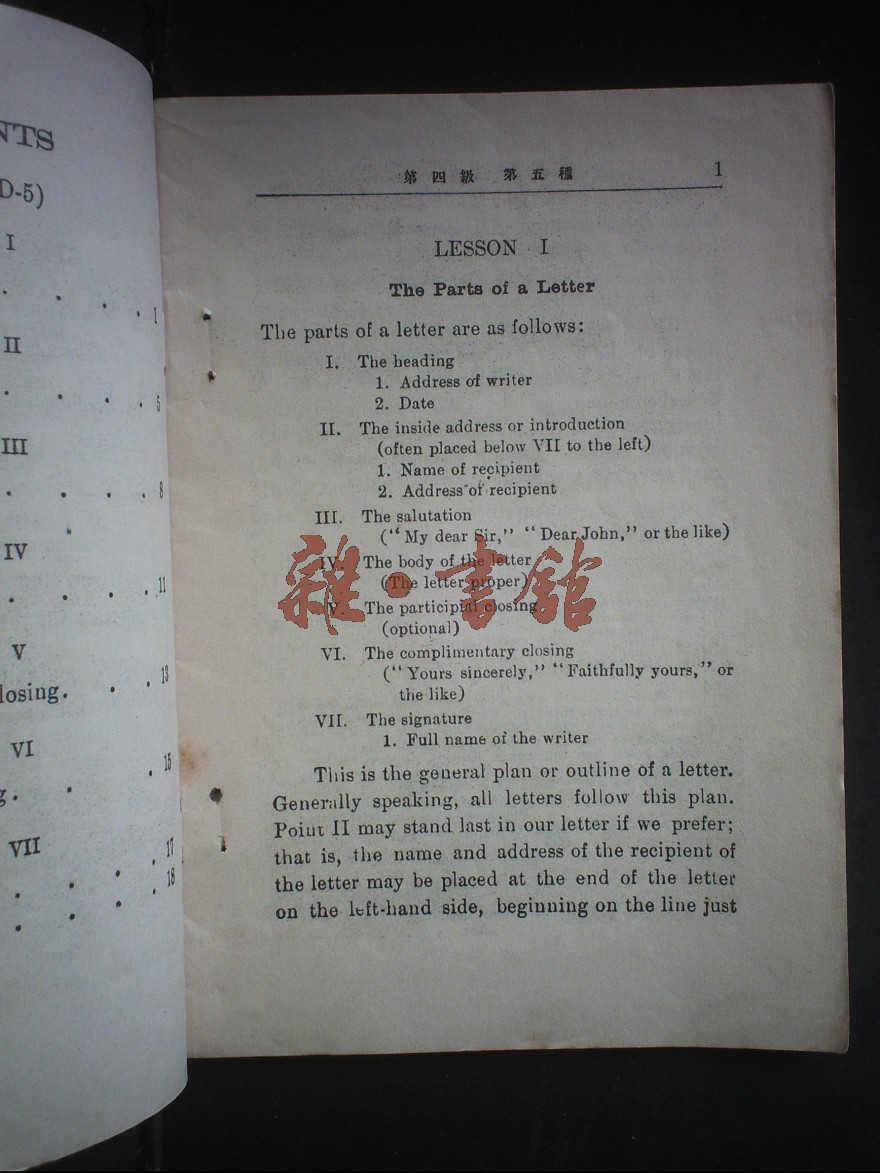 NTS
D-5)
I
. . . . 1
II
. . . . 5
III
. . . . 8
IV
. . . . 11
V
losing. . . 13
VI
g. . . 15
VII
. . . . 17
. . . . 18
第四級 第五種 1
LESSON I
The Parts of a Letter
The parts of a letter are as follows:
I. The heading
1. Address of writer
2. Date
II. The inside address or introduction
(often placed below VII to the left)
1. Name of recipient
2. Address of recipient
III. The salutation
("My dear Sir," "Dear John," or the like)
IV. The body of the letter
(The letter proper)
V. The participial closing
(optional)
VI. The complimentary closing
("Yours sincerely," "Faithfully yours," or
the like)
VII. The signature
1. Full name of the writer
This is the general plan or outline of a letter.
Generally speaking, all letters follow this plan.
Point II may stand last in our letter if we prefer;
that is, the name and address of the recipient of
the letter may be placed at the end of the letter
on the left-hand side, beginning on the line just
雜·書館